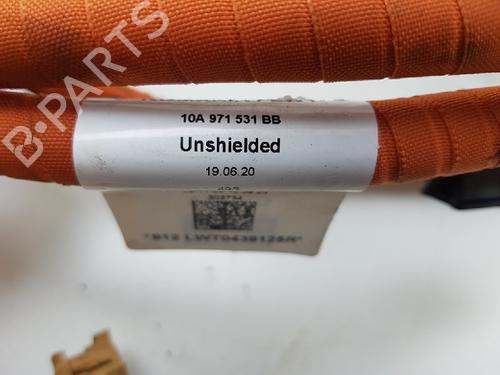 B-PARTS
10A 971 531 BB
Unshielded
19.06.20